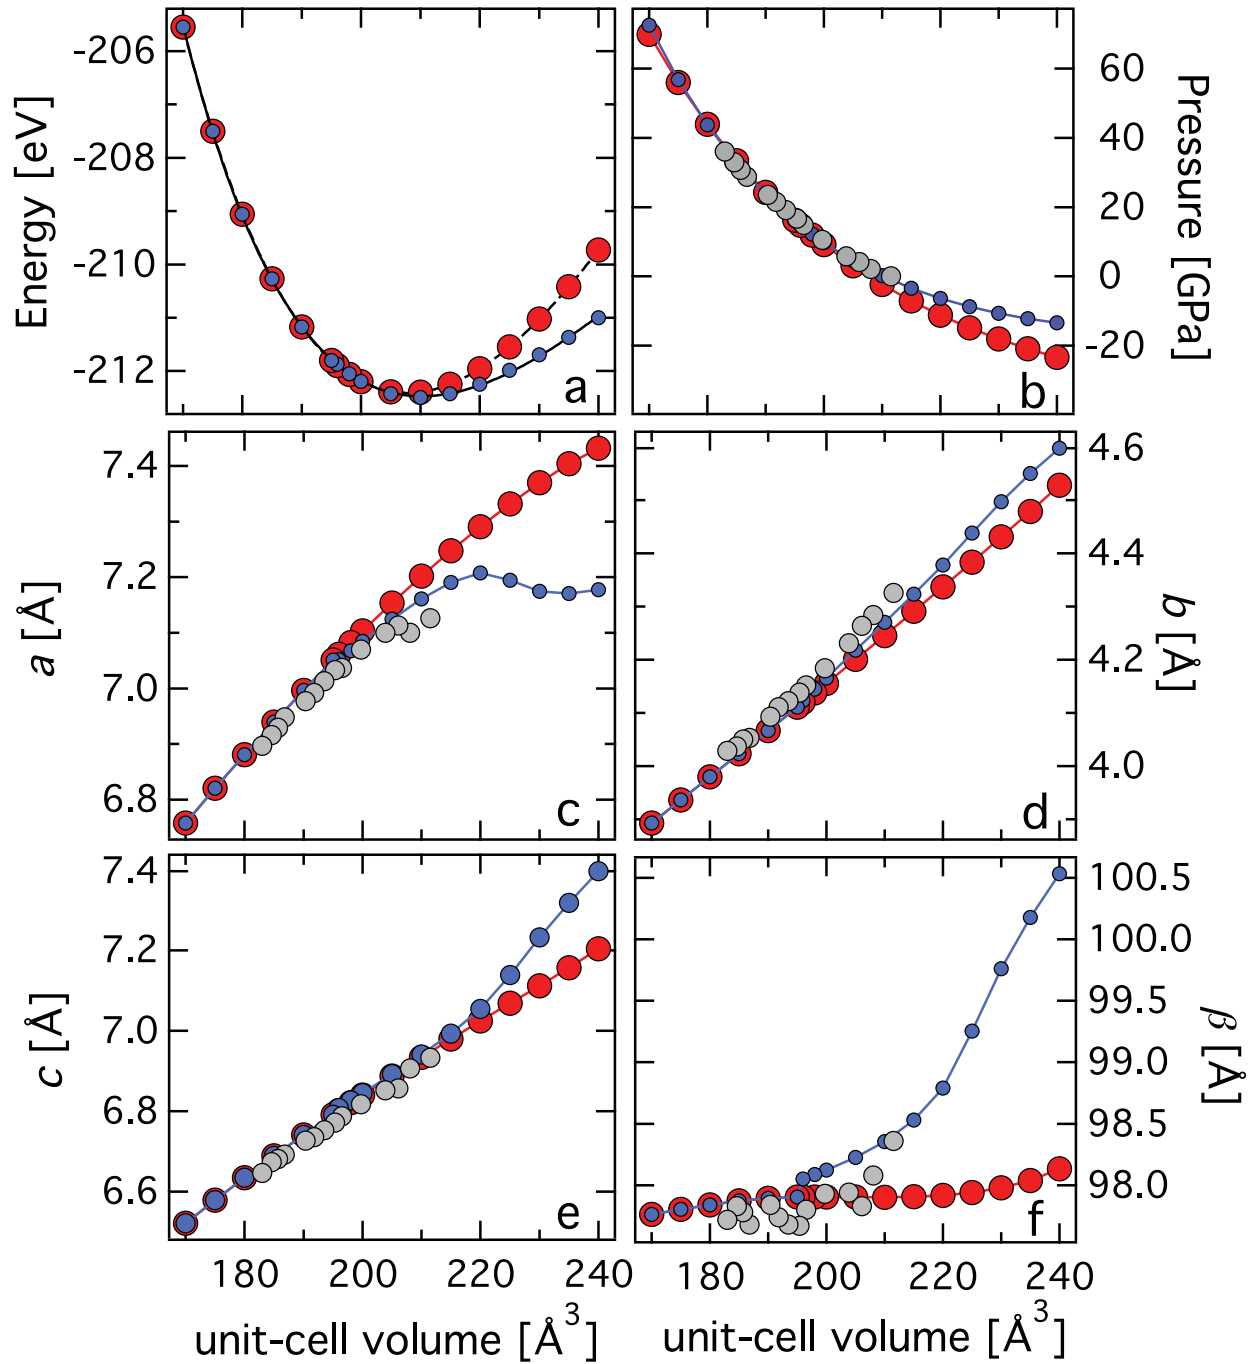 -206
-208
-210
-212
Energy [eV]
a
60
40
20
0
-20
Pressure [GPa]
b
7.4
7.2
7.0
6.8
a [Å]
c
4.6
4.4
4.2
4.0
b [Å]
d
7.4
7.2
7.0
6.8
6.6
c [Å]
e
100.5
100.0
99.5
99.0
98.5
98.0
β [Å]
f
180 200 220 240
180 200 220 240
unit-cell volume [Å³]
unit-cell volume [Å³]